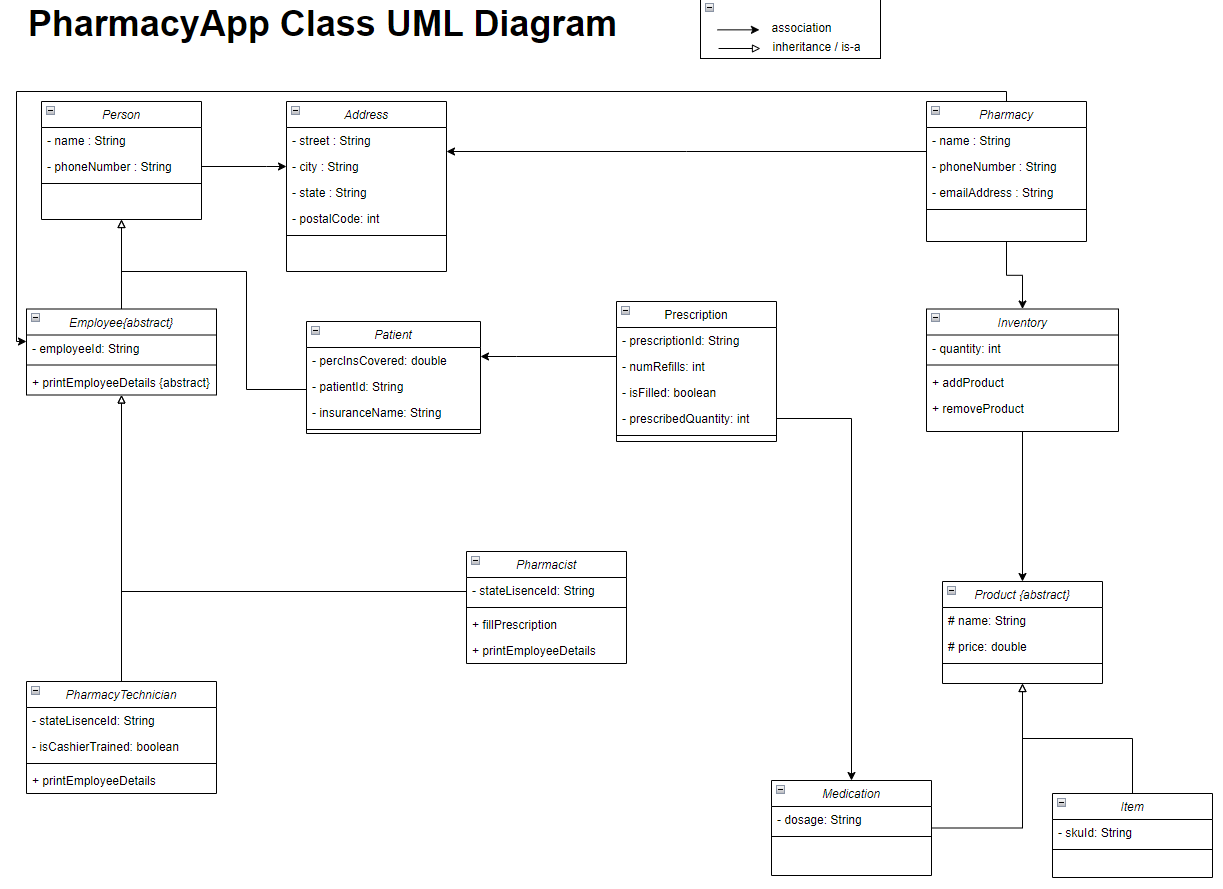 PharmacyApp Class UML Diagram
association
inheritance / is-a
Person
- name : String
- phoneNumber : String
Address
- street : String
- city : String
- state : String
- postalCode: int
Pharmacy
- name : String
- phoneNumber : String
- emailAddress : String
Employee{abstract}
- employeeId: String
+ printEmployeeDetails {abstract}
Patient
- percInsCovered: double
- patientId: String
- insuranceName: String
Prescription
- prescriptionId: String
- numRefills: int
- isFilled: boolean
- prescribedQuantity: int
Inventory
- quantity: int
+ addProduct
+ removeProduct
Pharmacist
- stateLisenceId: String
+ fillPrescription
+ printEmployeeDetails
Product {abstract}
# name: String
# price: double
PharmacyTechnician
- stateLisenceId: String
- isCashierTrained: boolean
+ printEmployeeDetails
Medication
- dosage: String
Item
- skuId: String